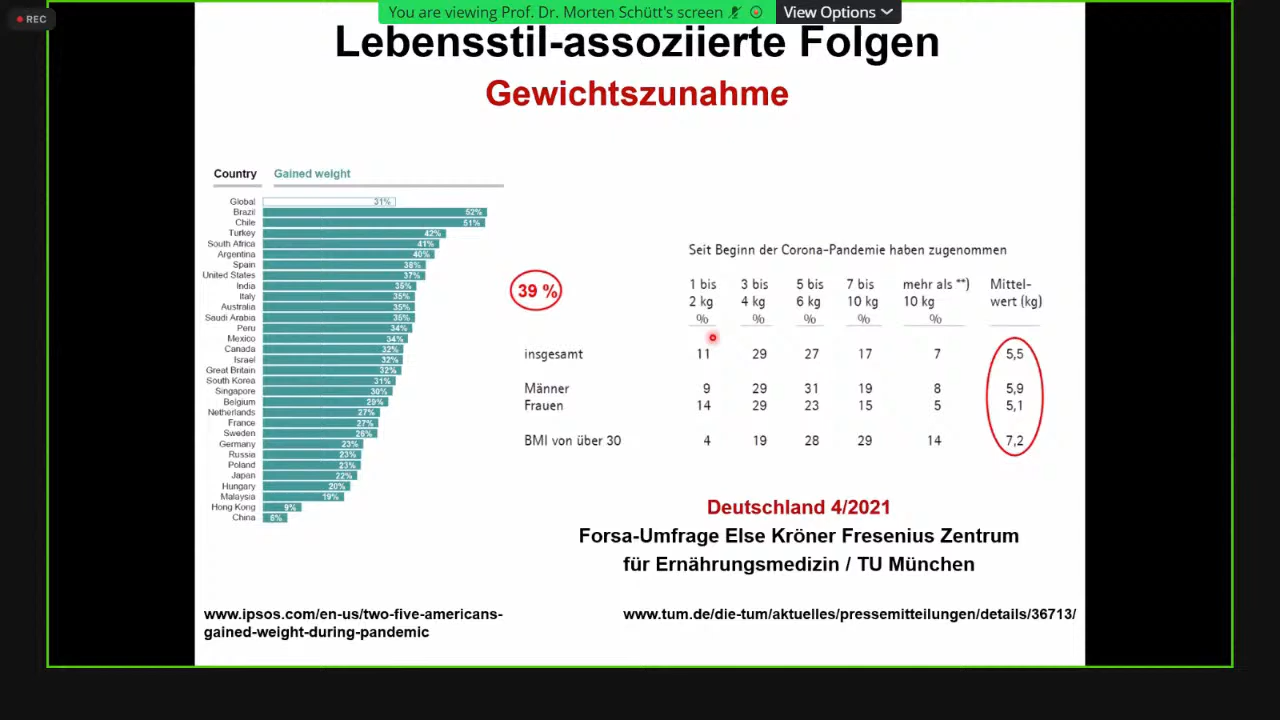 REC
You are viewing Prof. Dr. Morten Schütt's screen
View Options
Lebensstil-assoziierte Folgen
Gewichtszunahme
Country Gained weight
Global 31%
Brazil 52%
Chile 51%
Turkey 42%
South Africa 41%
Argentina 40%
Spain 38%
United States 37%
India 36%
Italy 35%
Australia 35%
Saudi Arabia 35%
Peru 34%
Mexico 34%
Canada 32%
Israel 32%
Great Britain 32%
South Korea 31%
Singapore 30%
Belgium 29%
Netherlands 27%
France 27%
Sweden 26%
Germany 23%
Russia 23%
Poland 23%
Japan 22%
Hungary 20%
Malaysia 19%
Hong Kong 9%
China 6%
39 %
Seit Beginn der Corona-Pandemie haben zugenommen
1 bis 3 bis 5 bis 7 bis mehr als **) Mittel-
2 kg 4 kg 6 kg 10 kg 10 kg wert (kg)
% % % % %
insgesamt 11 29 27 17 7 5,5
Männer 9 29 31 19 8 5,9
Frauen 14 29 23 15 5 5,1
BMI von über 30 4 19 28 29 14 7,2
Deutschland 4/2021
Forsa-Umfrage Else Kröner Fresenius Zentrum
für Ernährungsmedizin / TU München
www.ipsos.com/en-us/two-five-americans-
gained-weight-during-pandemic
www.tum.de/die-tum/aktuelles/pressemitteilungen/details/36713/